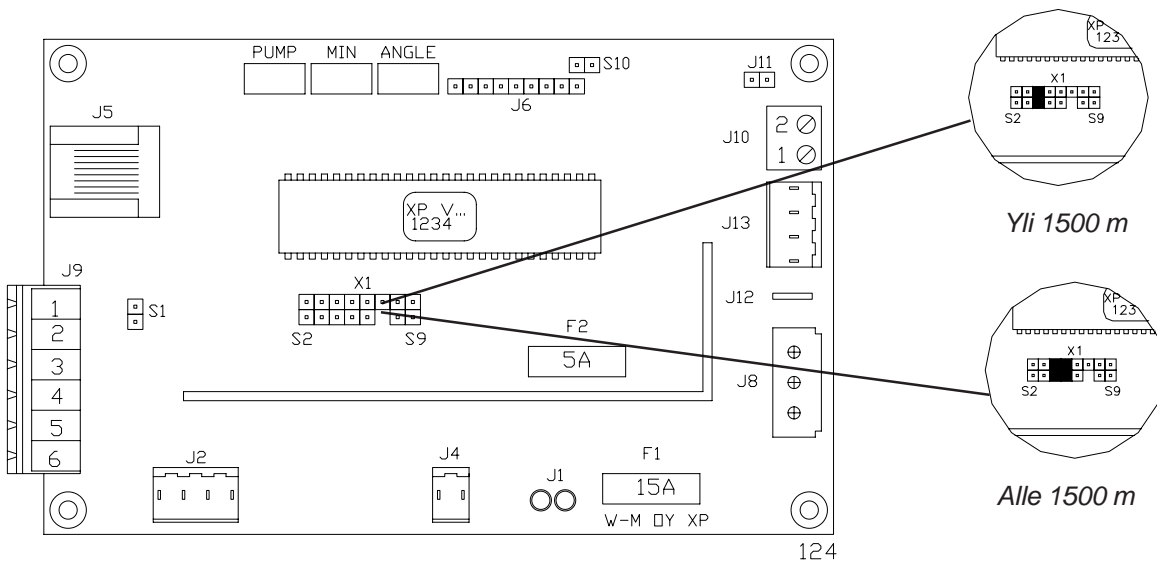 PUMP MIN ANGLE
S10
J11
J6
J5
J10
2
1
XP V...
1234
J13
J9
X1
S1
J12
S2 S9
F2
5A
J8
1
2
3
4
5
6
J2
J4
J1
F1
15A
W-M OY XP
124
XP
123
X1
S2 S9
Yli 1500 m
XP
123
X1
S2 S9
Alle 1500 m